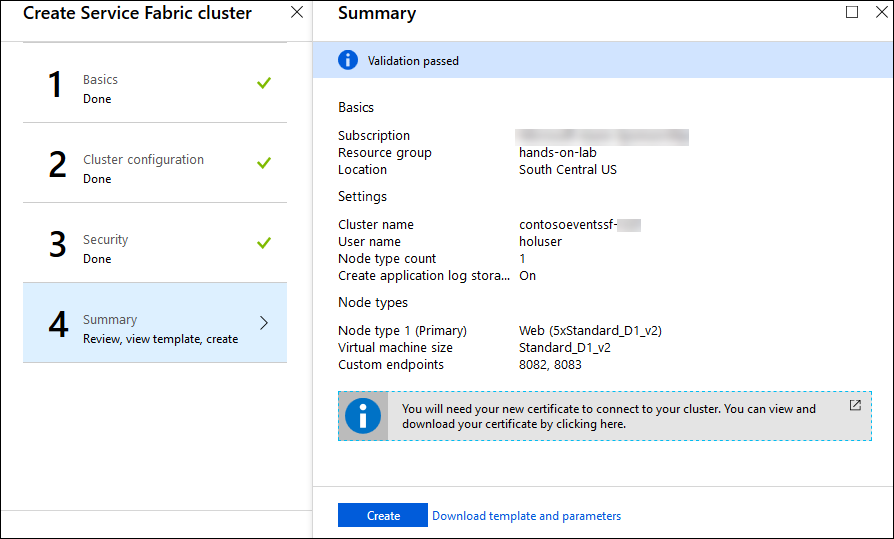 Create Service Fabric cluster
1
Basics
Done
2
Cluster configuration
Done
3
Security
Done
4
Summary
Review, view template, create
Summary
Validation passed
Basics
Subscription
Resource group hands-on-lab
Location South Central US
Settings
Cluster name contosoeventssf-
User name holuser
Node type count 1
Create application log stora... On
Node types
Node type 1 (Primary) Web (5xStandard_D1_v2)
Virtual machine size Standard_D1_v2
Custom endpoints 8082, 8083
You will need your new certificate to connect to your cluster. You can view and
download your certificate by clicking here.
Create Download template and parameters